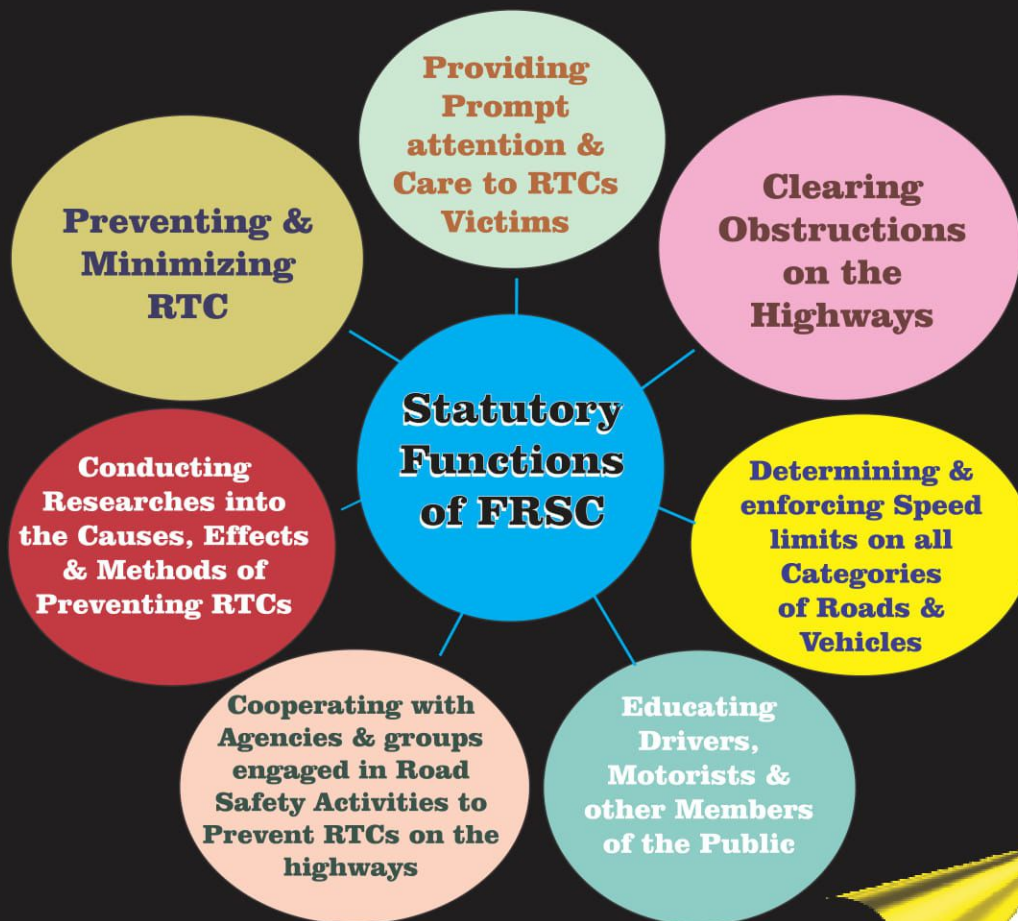 Statutory
Functions
of FRSC
Providing
Prompt
attention &
Care to RTCs
Victims
Clearing
Obstructions
on the
Highways
Determining &
enforcing Speed
limits on all
Categories
of Roads &
Vehicles
Educating
Drivers,
Motorists &
other Members
of the Public
Cooperating with
Agencies & groups
engaged in Road
Safety Activities to
Prevent RTCs on the
highways
Conducting
Researches into
the Causes, Effects
& Methods of
Preventing RTCs
Preventing &
Minimizing
RTC